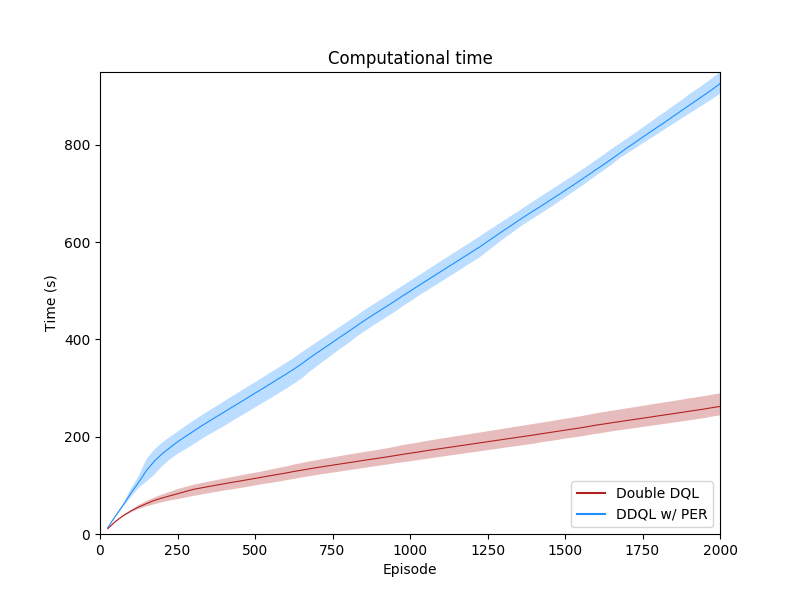 Computational time
800
600
400
200
0
Time (s)
0 250 500 750 1000 1250 1500 1750 2000
Episode
Double DQL
DDQL w/ PER